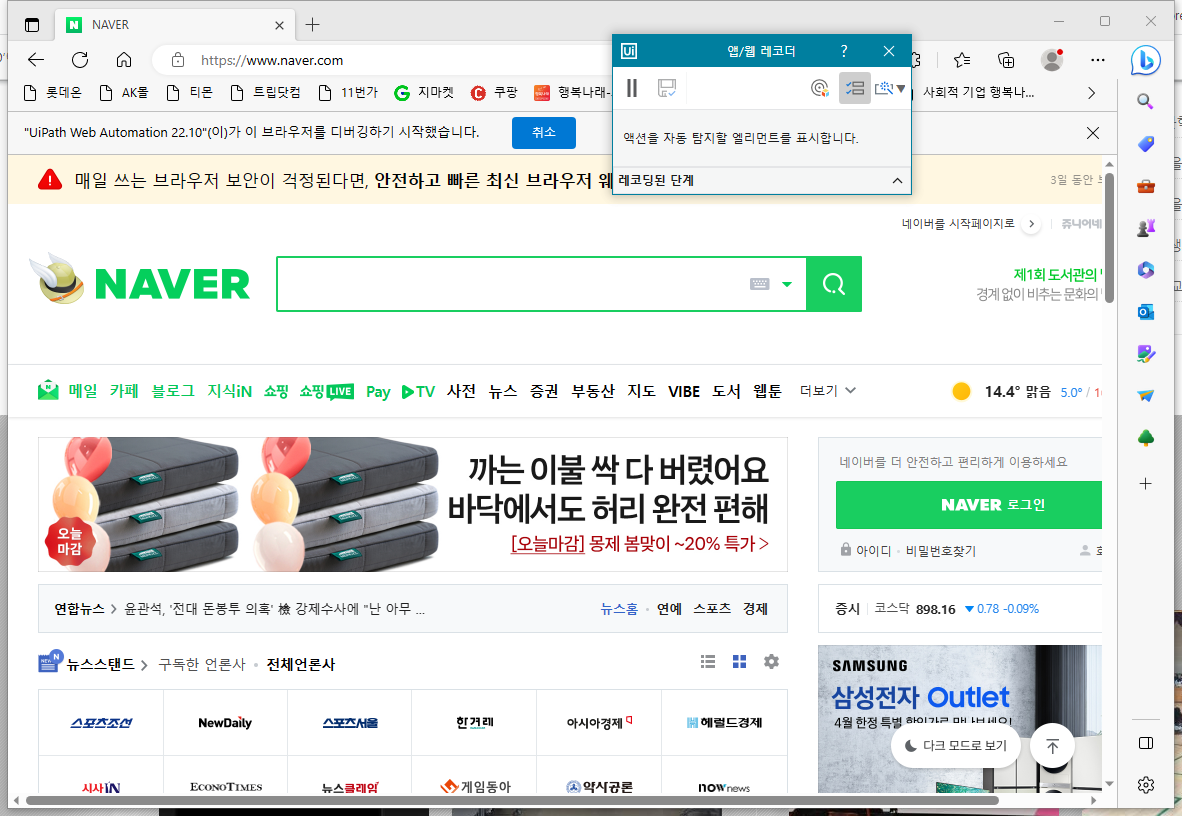 NAVER
https://www.naver.com
롯데온 AK몰 티몬 트립닷컴 11번가 지마켓 쿠팡 행복나래- 사회적 기업 행복나...
"UiPath Web Automation 22.10"(이)가 이 브라우저를 디버깅하기 시작했습니다. 취소
Ui 앱/웹 레코더 ?
액션을 자동 탐지할 엘리먼트를 표시합니다.
레코딩된 단계
매일 쓰는 브라우저 보안이 걱정된다면, 안전하고 빠른 최신 브라우저 웨
3일 동안
네이버를 시작페이지로 쥬니어네
NAVER
제1회 도서관의
경계 없이 비추는 문화의
메일 카페 블로그 지식iN 쇼핑 쇼핑LIVE Pay TV 사전 뉴스 증권 부동산 지도 VIBE 도서 웹툰 더보기
14.4° 맑음 5.0° /
까는 이불 싹 다 버렸어요
바닥에서도 허리 완전 편해
[오늘마감] 몽제 봄맞이 ~20% 특가 >
오늘
마감
네이버를 더 안전하고 편리하게 이용하세요
NAVER 로그인
아이디 · 비밀번호찾기
연합뉴스 > 윤관석, '전대 돈봉투 의혹' 檢 강제수사에 "난 아무 ...
뉴스홈 · 연예 스포츠 경제
증시 코스닥 898.16 ▼0.78 -0.09%
뉴스스탠드 > 구독한 언론사 · 전체언론사
스포츠조선 NewDaily 스포츠서울 한겨레 아시아경제 헤럴드경제
시사IN EconoTimes 뉴스클레임 게임동아 약사공론 now news
SAMSUNG
삼성전자 Outlet
4월 한정 특별 할인가로 만나보세요!
다크 모드로 보기